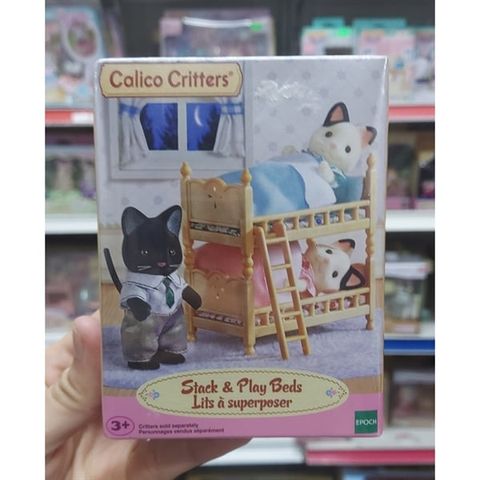 Calico Critters®
Stack & Play Beds
Lits à superposer
3+
Critters sold separately
Personnages vendus séparément
EPOCH